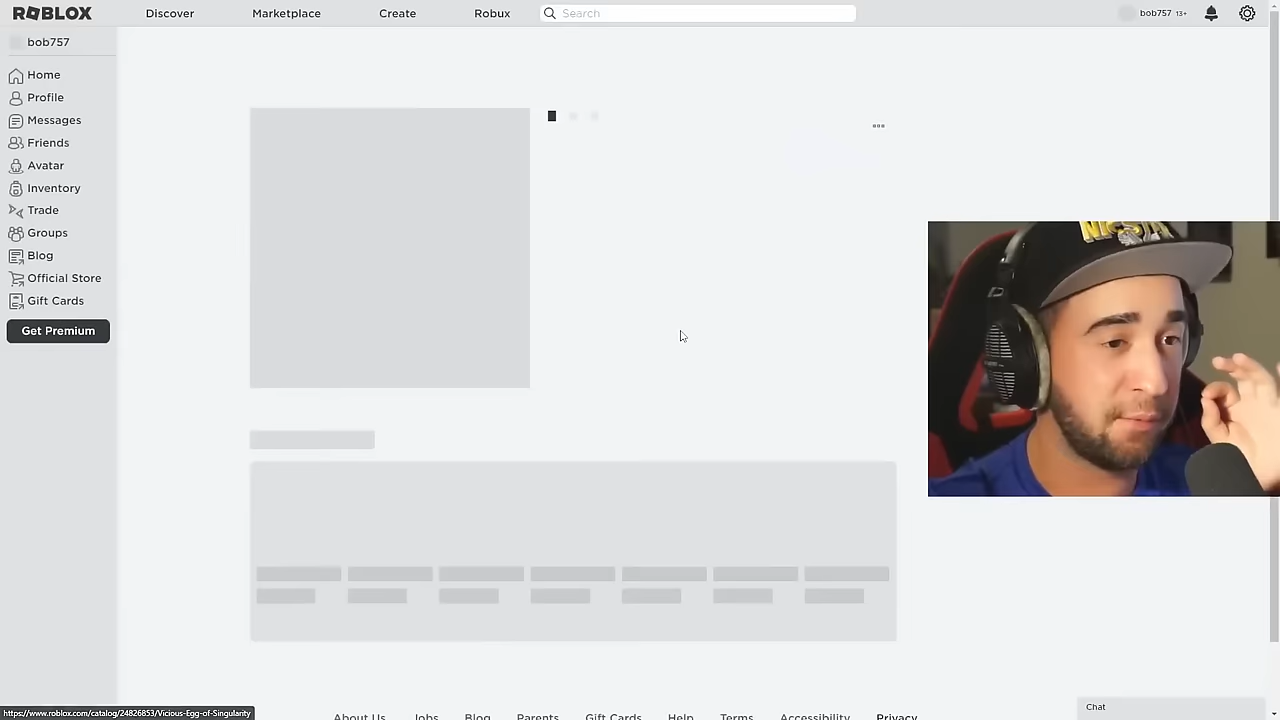 ROBLOX
Discover
Marketplace
Create
Robux
Search
bob757 13+
bob757
Home
Profile
Messages
Friends
Avatar
Inventory
Trade
Groups
Blog
Official Store
Gift Cards
Get Premium
https://www.roblox.com/catalog/24826853/Vicious-Egg-of-Singularity
About Us
Jobs
Blog
Parents
Gift Cards
Help
Terms
Accessibility
Privacy
Chat